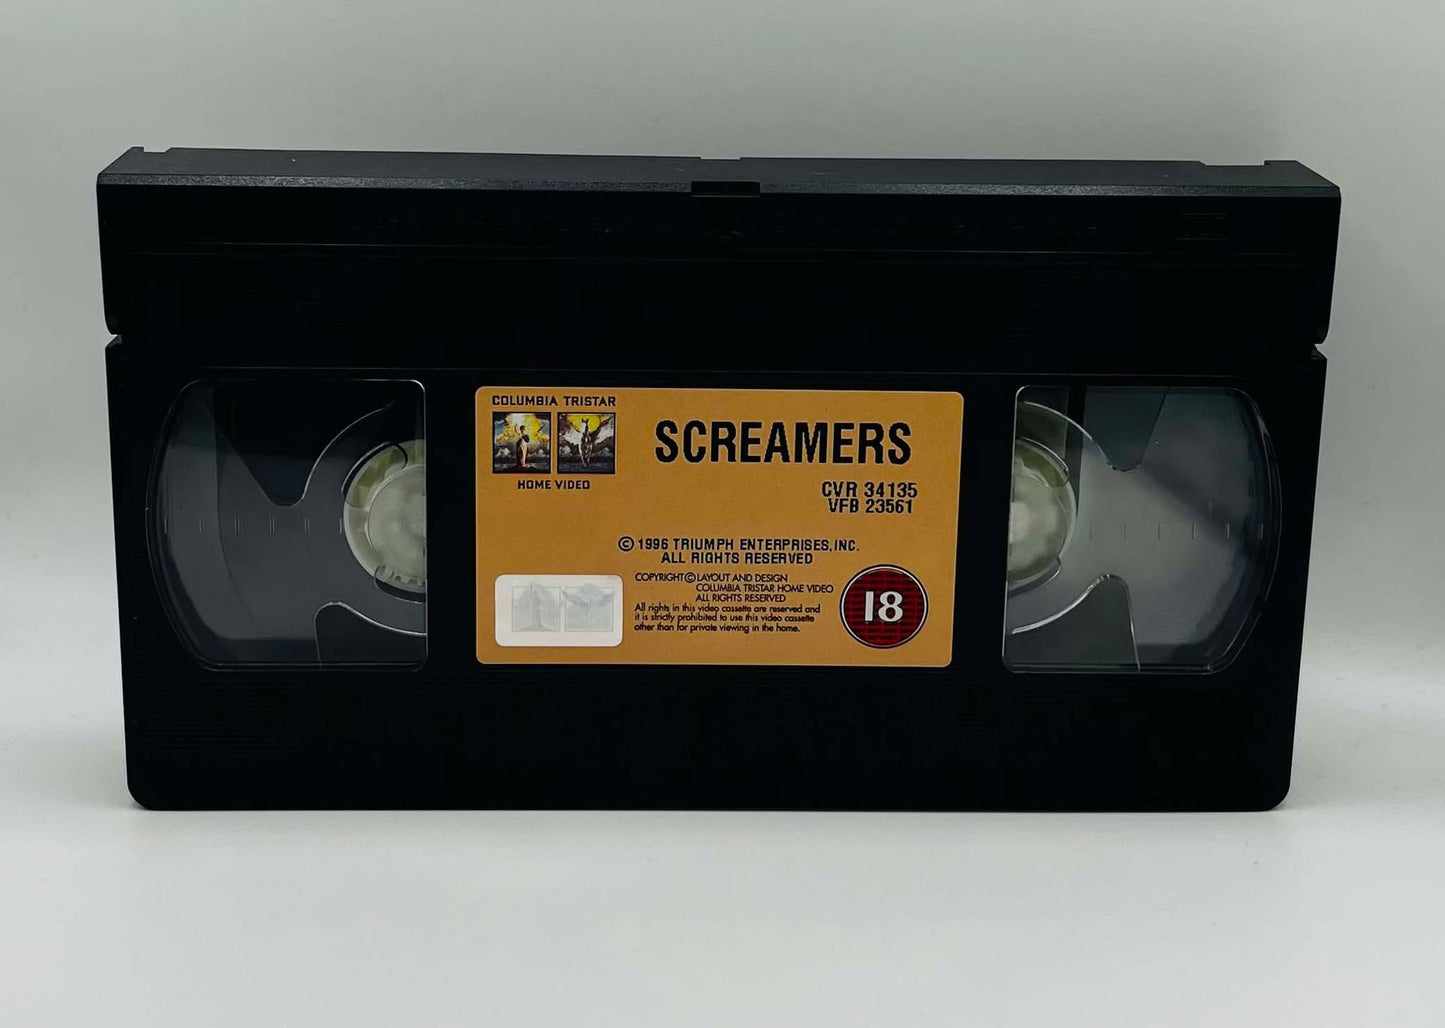 COLUMBIA TRISTAR
HOME VIDEO
SCREAMERS
CVR 34135
VFB 23561
© 1996 TRIUMPH ENTERPRISES, INC.
ALL RIGHTS RESERVED
COPYRIGHT © LAYOUT AND DESIGN
COLUMBIA TRISTAR HOME VIDEO
ALL RIGHTS RESERVED
All rights in this video cassette are reserved and
it is strictly prohibited to use this video cassette
other than for private viewing in the home.
18